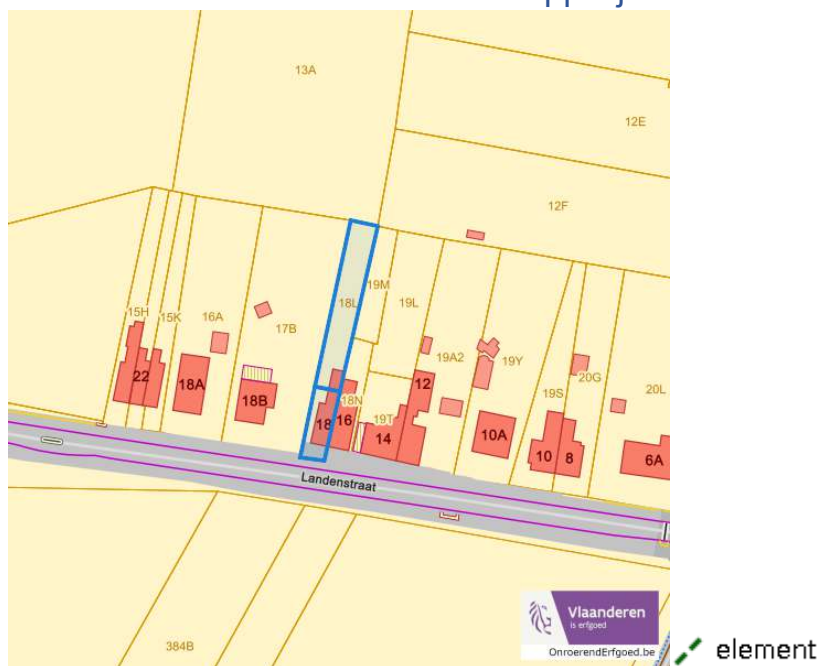 13A
12E
12F
19M
18L
19L
15H
15K
16A
17B
19A2
19Y
20G
19S
20L
22
18A
18B
12
18N
18
16
19T
14
10A
10
8
6A
Landenstraat
Vlaanderen
is erfgoed
OnroerendErfgoed.be
element
384B